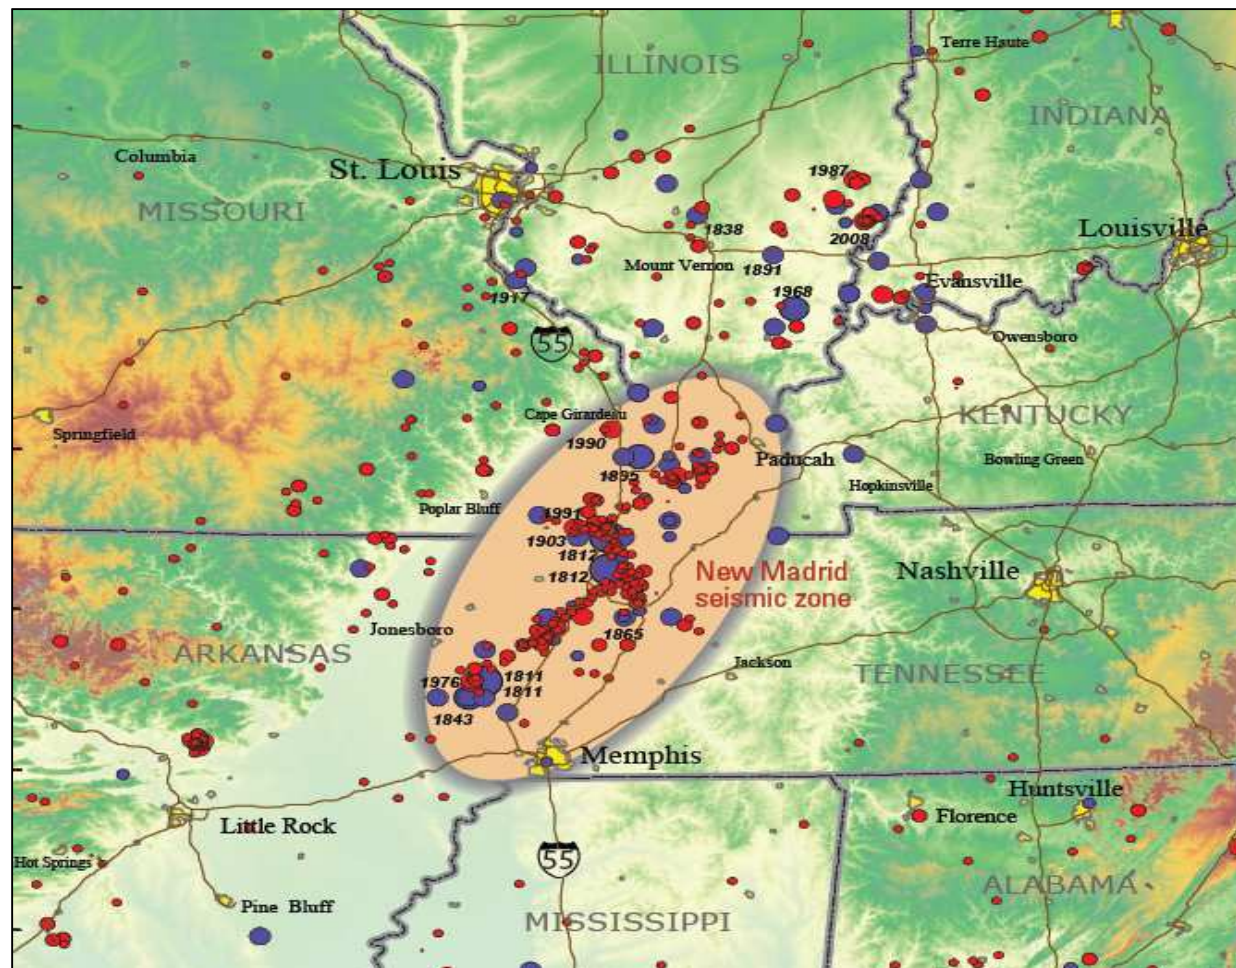 Terre Haute
ILLINOIS
INDIANA
Columbia
St. Louis
1987
MISSOURI
1838
2008
Louisville
Mount Vernon
1891
Evansville
1917
1968
55
Owensboro
Cape Girardeau
KENTUCKY
Springfield
1990
Paducah
Bowling Green
1895
Hopkinsville
Poplar Bluff
1991
1903
1812
1812
New Madrid
seismic zone
Nashville
Jonesboro
1865
ARKANSAS
Jackson
TENNESSEE
1976
1811
1811
1843
Memphis
Huntsville
Little Rock
Florence
Hot Springs
55
ALABAMA
Pine Bluff
MISSISSIPPI